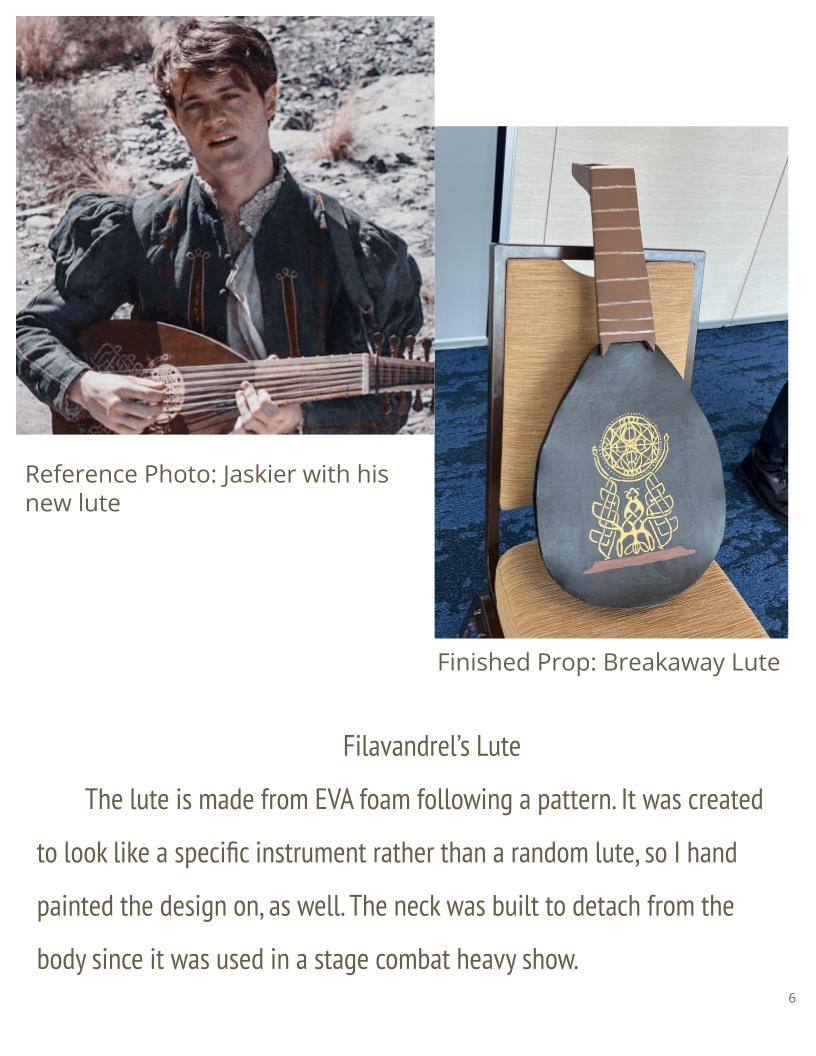 Reference Photo: Jaskier with his
new lute
Finished Prop: Breakaway Lute
Filavandrel’s Lute
The lute is made from EVA foam following a pattern. It was created
to look like a specific instrument rather than a random lute, so I hand
painted the design on, as well. The neck was built to detach from the
body since it was used in a stage combat heavy show.
6